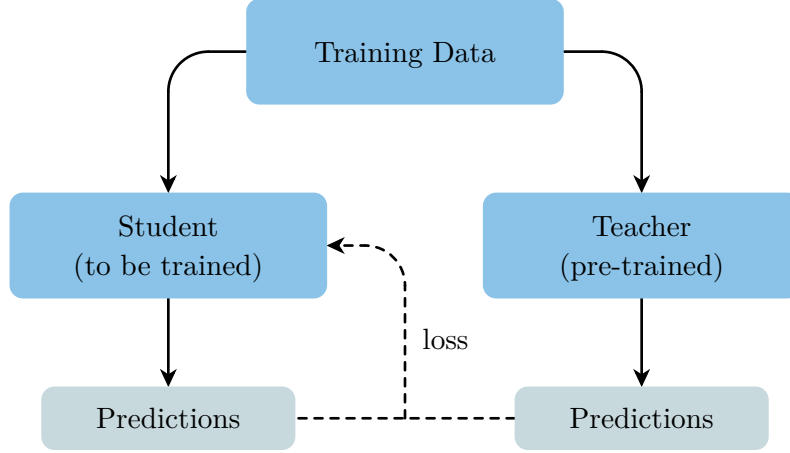 Training Data
Student
(to be trained)
Teacher
(pre-trained)
loss
Predictions
Predictions